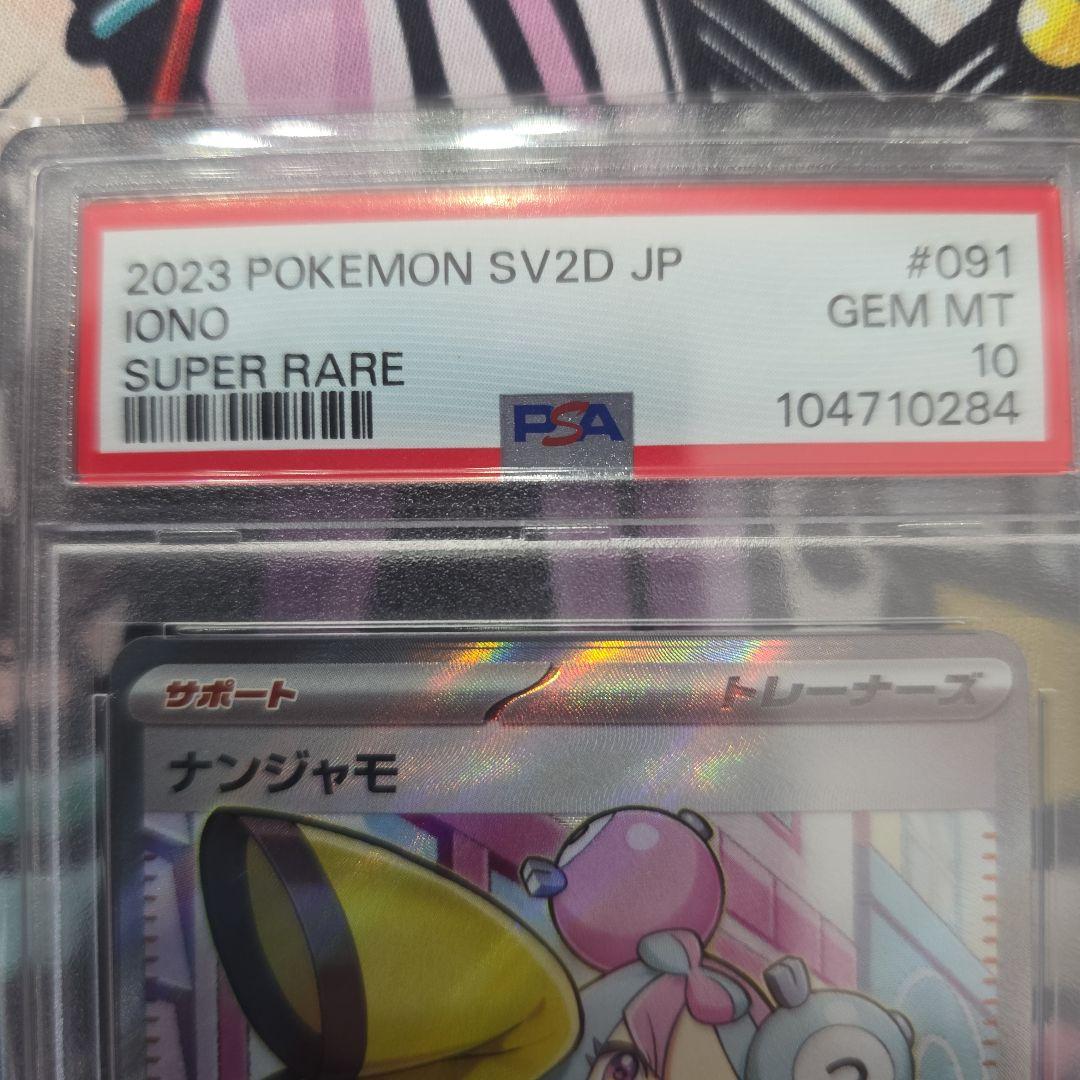 2023 POKEMON SV2D JP #091
IONO GEM MT
SUPER RARE 10
PSA 104710284
サポート トレーナーズ
ナンジャモ